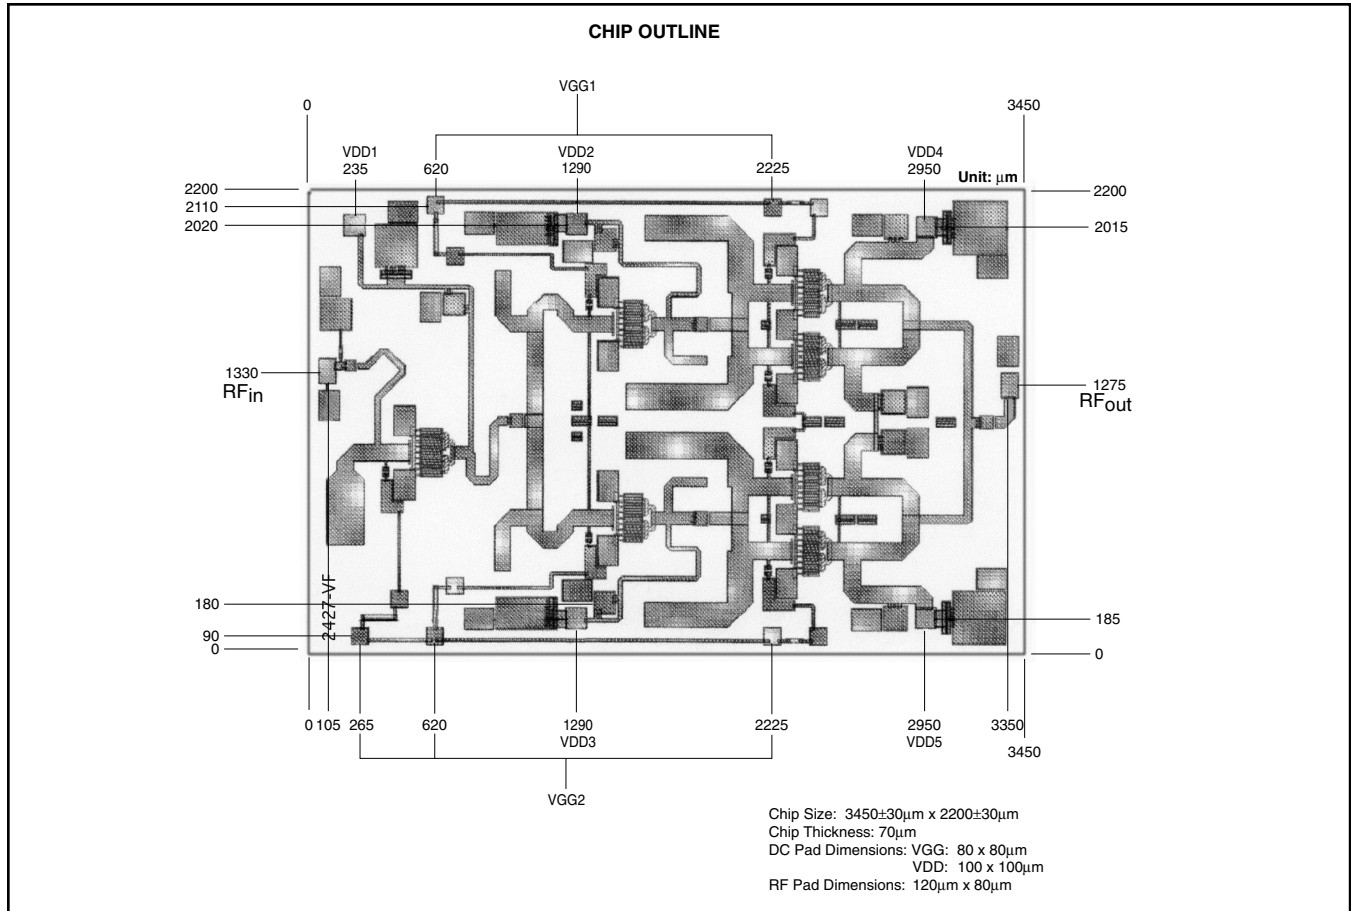 CHIP OUTLINE
VGG1
0
3450
VDD1
VDD2
VDD4
235
620
1290
2225
2950
Unit: µm
2200
2200
2110
2020
2015
1330
RFin
1275
RFout
2427-VF
180
185
90
0
0
0
105
265
620
1290
2225
2950
3350
VDD3
VDD5
3450
VGG2
Chip Size: 3450±30µm x 2200±30µm
Chip Thickness: 70µm
DC Pad Dimensions: VGG: 80 x 80µm
VDD: 100 x 100µm
RF Pad Dimensions: 120µm x 80µm